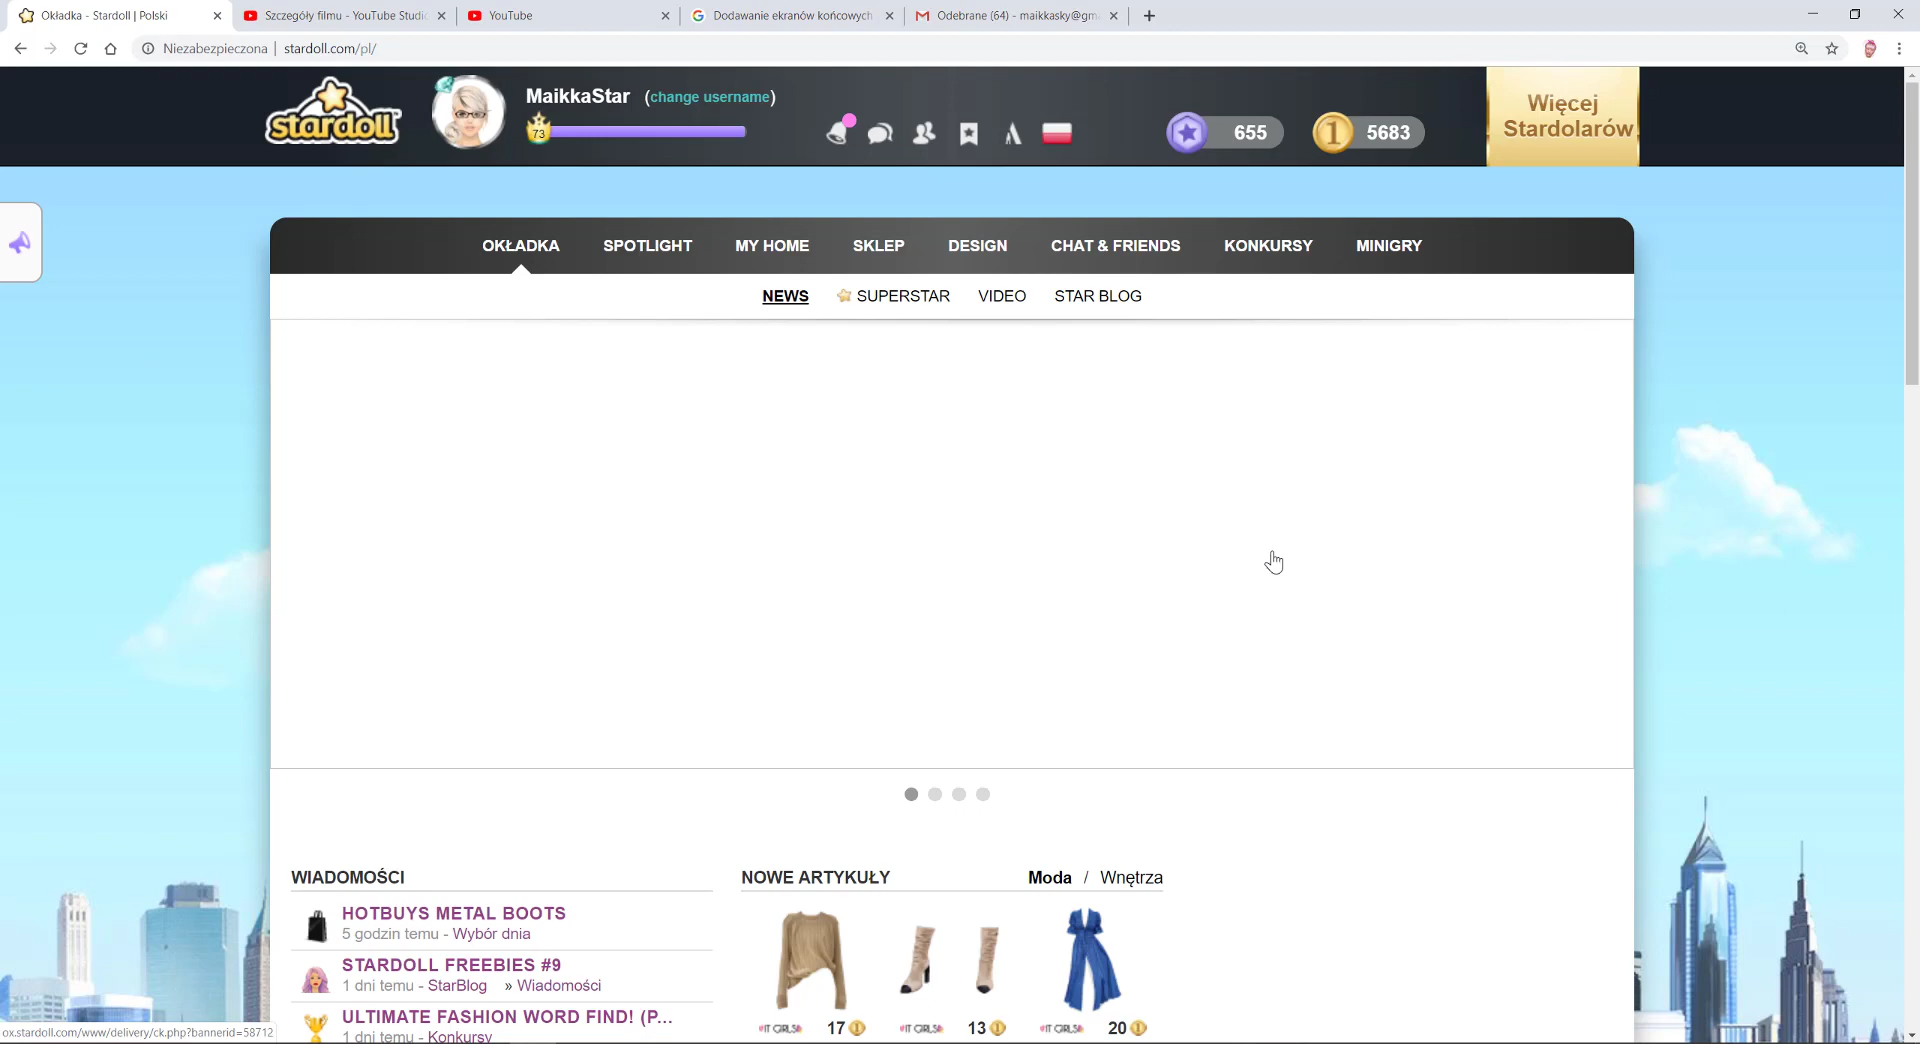 Okładka - Stardoll | Polski
Szczegóły filmu - YouTube Studio
YouTube
Dodawanie ekranów końcowych
Odebrane (64) - maikkasky@gm
Niezabezpieczona | stardoll.com/pl/
stardoll
MaikkaStar (change username)
73
655
1 5683
Więcej
Stardolarów
OKŁADKA SPOTLIGHT MY HOME SKLEP DESIGN CHAT & FRIENDS KONKURSY MINIGRY
NEWS SUPERSTAR VIDEO STAR BLOG
WIADOMOŚCI
HOTBUYS METAL BOOTS
5 godzin temu - Wybór dnia
STARDOLL FREEBIES #9
1 dni temu - StarBlog » Wiadomości
ULTIMATE FASHION WORD FIND! (P...
1 dni temu - Konkursy
NOWE ARTYKUŁY Moda / Wnętrza
#IT GIRLS 17 #IT GIRLS 13 #IT GIRLS 20
ox.stardoll.com/www/delivery/ck.php?bannerid=58712